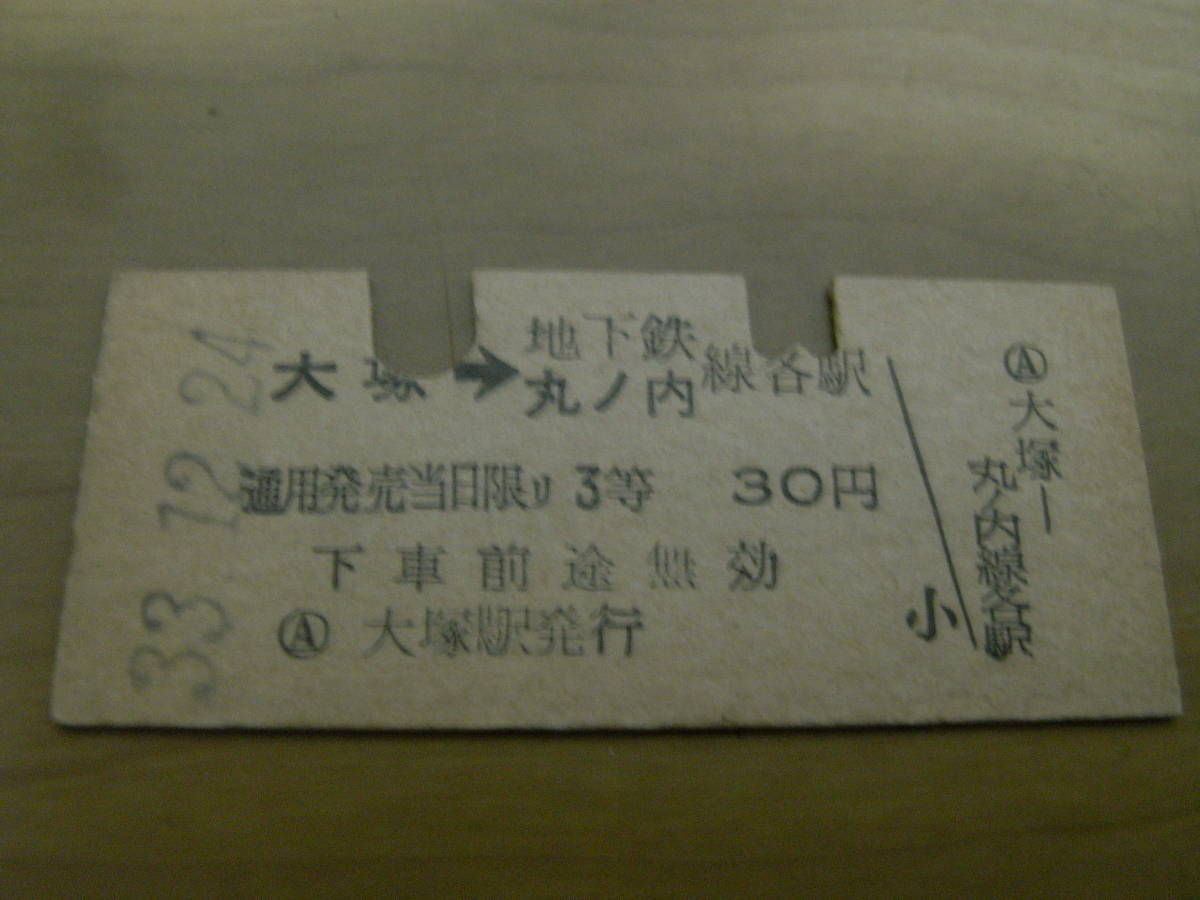 33.12.24
大塚➔地下鉄丸ノ内線各駅
通用発売当日限り 3等 30円
下車前途無効
Ⓐ 大塚駅発行
小
Ⓐ大塚―
丸ノ内線各駅